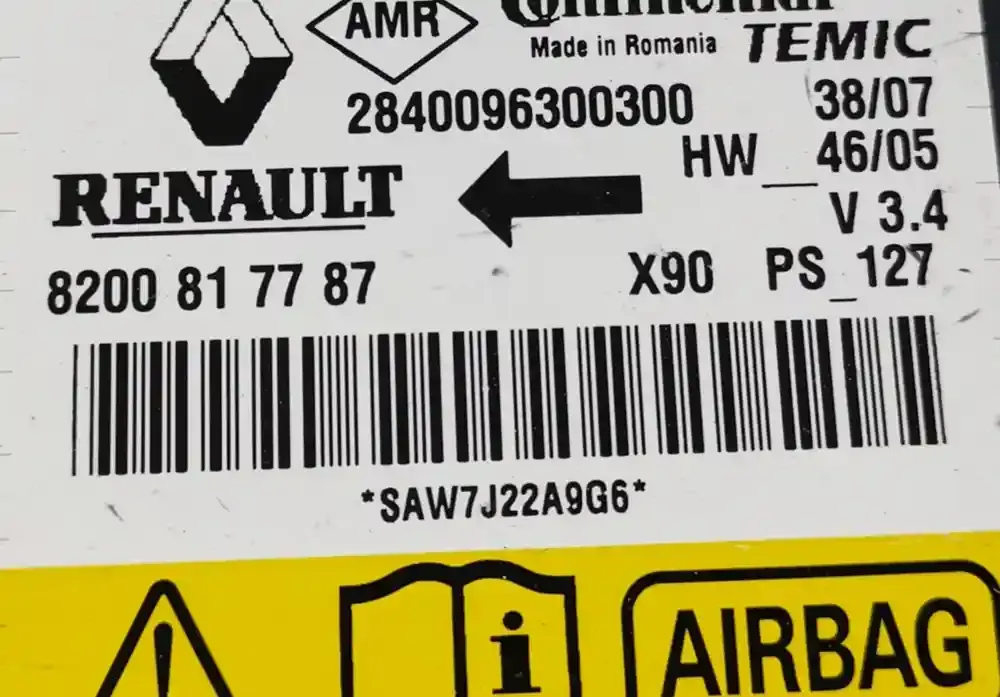 AMR
Continental
Made in Romania TEMIC
2840096300300 38/07
HW_46/05
RENAULT
V 3.4
8200 81 77 87 X90 PS_127
*SAW7J22A9G6*
i
AIRBAG